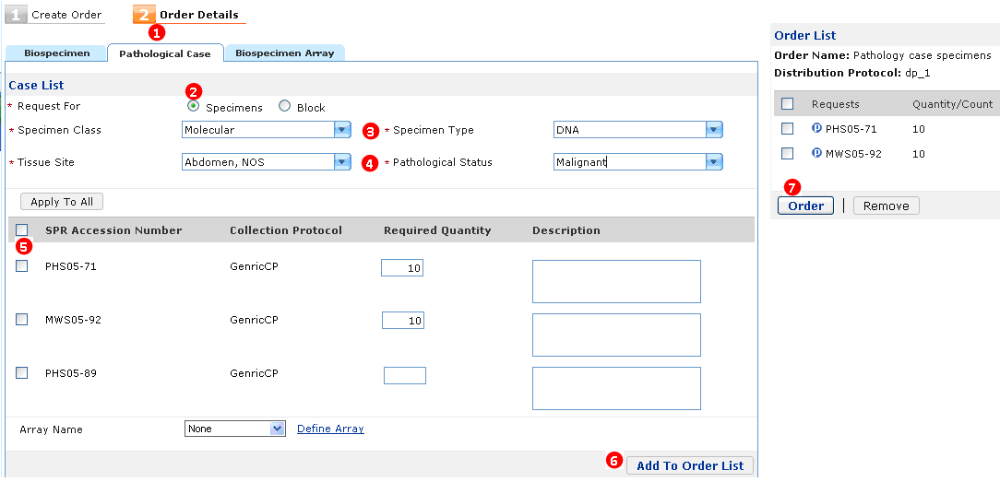 1 Create Order 2 Order Details
1
Biospecimen Pathological Case Biospecimen Array
Case List
2
* Request For Specimens Block
* Specimen Class Molecular 3 * Specimen Type DNA
* Tissue Site Abdomen, NOS 4 * Pathological Status Malignant
Apply To All
SPR Accession Number Collection Protocol Required Quantity Description
5
PHS05-71 GenricCP 10
MWS05-92 GenricCP 10
PHS05-89 GenricCP
Array Name None Define Array
6 Add To Order List
Order List
Order Name: Pathology case specimens
Distribution Protocol: dp_1
Requests Quantity/Count
P PHS05-71 10
P MWS05-92 10
7
Order | Remove